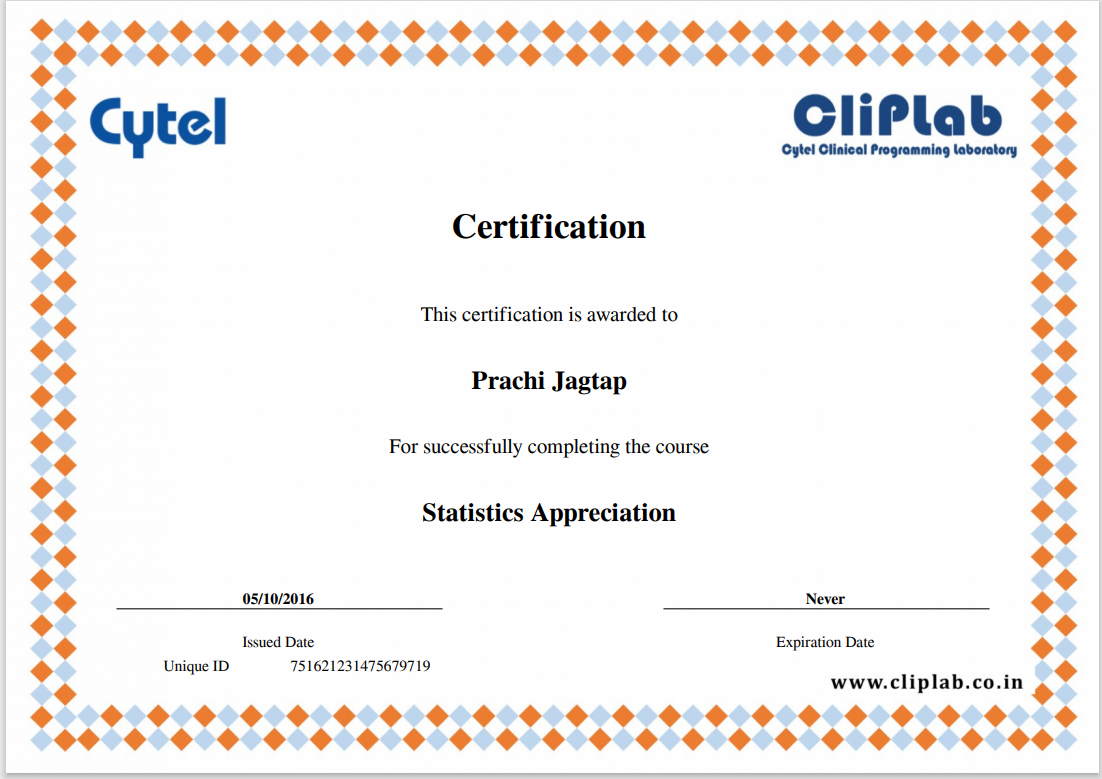 Cytel
CliPLab
Cytel Clinical Programming Laboratory
Certification
This certification is awarded to
Prachi Jagtap
For successfully completing the course
Statistics Appreciation
05/10/2016
Never
Issued Date
Expiration Date
Unique ID 751621231475679719
www.cliplab.co.in